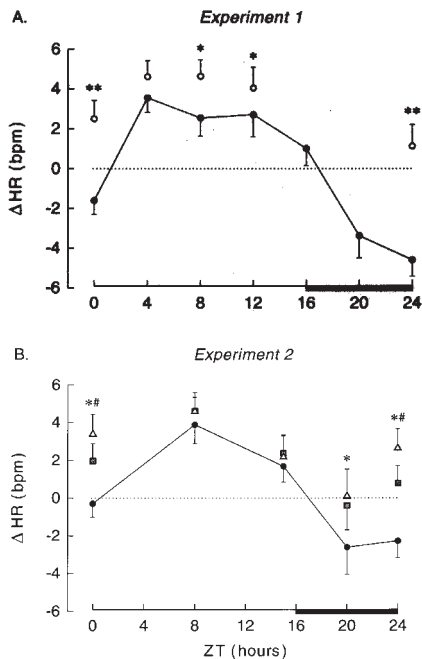 A. Experiment 1
6
** * * **
4
2
0
-2
-4
-6
ΔHR (bpm)
0 4 8 12 16 20 24
B. Experiment 2
6
*# * *#
4
2
0
-2
-4
-6
Δ HR (bpm)
0 4 8 12 16 20 24
ZT (hours)